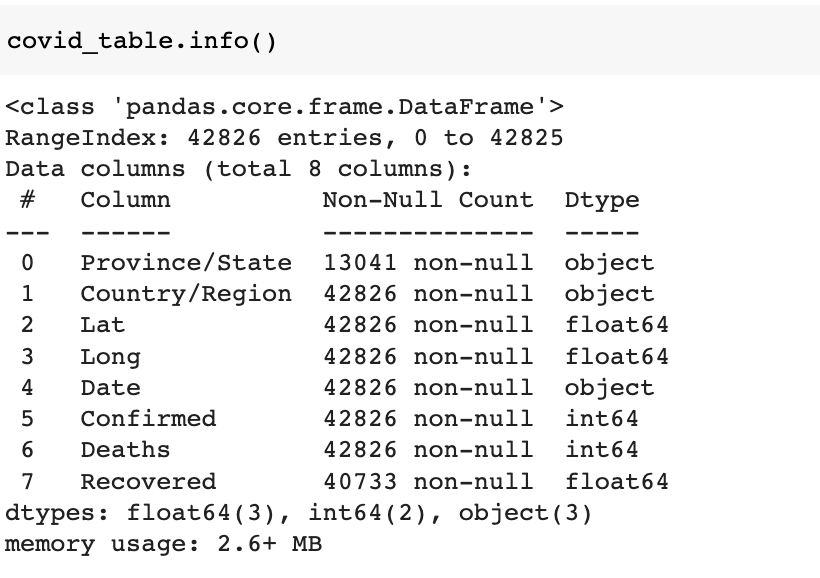 covid_table.info()
<class 'pandas.core.frame.DataFrame'>
RangeIndex: 42826 entries, 0 to 42825
Data columns (total 8 columns):
 #   Column          Non-Null Count  Dtype
---  ------          --------------  -----
 0   Province/State  13041 non-null  object
 1   Country/Region  42826 non-null  object
 2   Lat             42826 non-null  float64
 3   Long            42826 non-null  float64
 4   Date            42826 non-null  object
 5   Confirmed       42826 non-null  int64
 6   Deaths          42826 non-null  int64
 7   Recovered       40733 non-null  float64
dtypes: float64(3), int64(2), object(3)
memory usage: 2.6+ MB